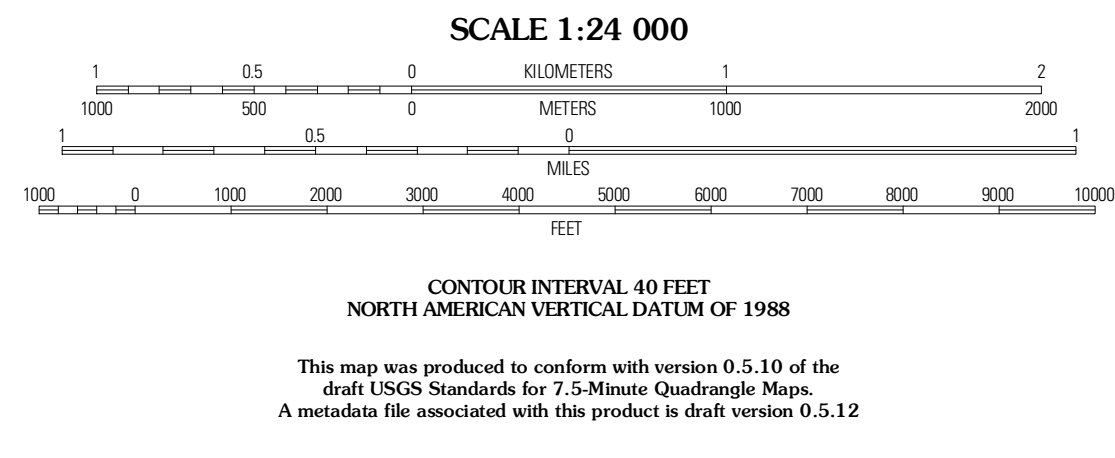 SCALE 1:24 000
1 0.5 0 KILOMETERS 1 2
1000 500 0 METERS 1000 2000
1 0.5 0 1
MILES
1000 0 1000 2000 3000 4000 5000 6000 7000 8000 9000 10000
FEET
CONTOUR INTERVAL 40 FEET
NORTH AMERICAN VERTICAL DATUM OF 1988
This map was produced to conform with version 0.5.10 of the
draft USGS Standards for 7.5-Minute Quadrangle Maps.
A metadata file associated with this product is draft version 0.5.12